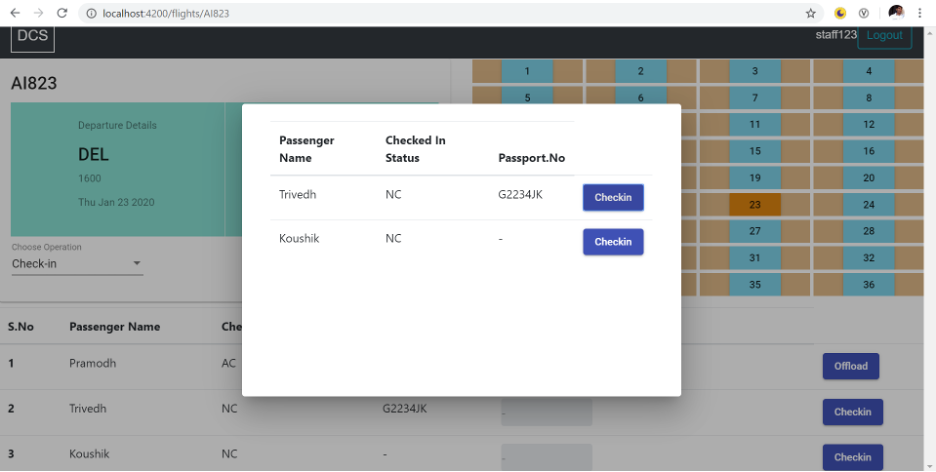 localhost:4200/flights/AI823
DCS
staff123 Logout
AI823
Departure Details
DEL
1600
Thu Jan 23 2020
Choose Operation
Check-in
1 2 3 4
5 6 7 8
11 12
15 16
19 20
23 24
27 28
31 32
35 36
Passenger Name Checked In Status Passport.No
Trivedh NC G2234JK Checkin
Koushik NC - Checkin
S.No Passenger Name Che
1 Pramodh AC Offload
2 Trivedh NC G2234JK - Checkin
3 Koushik NC - - Checkin